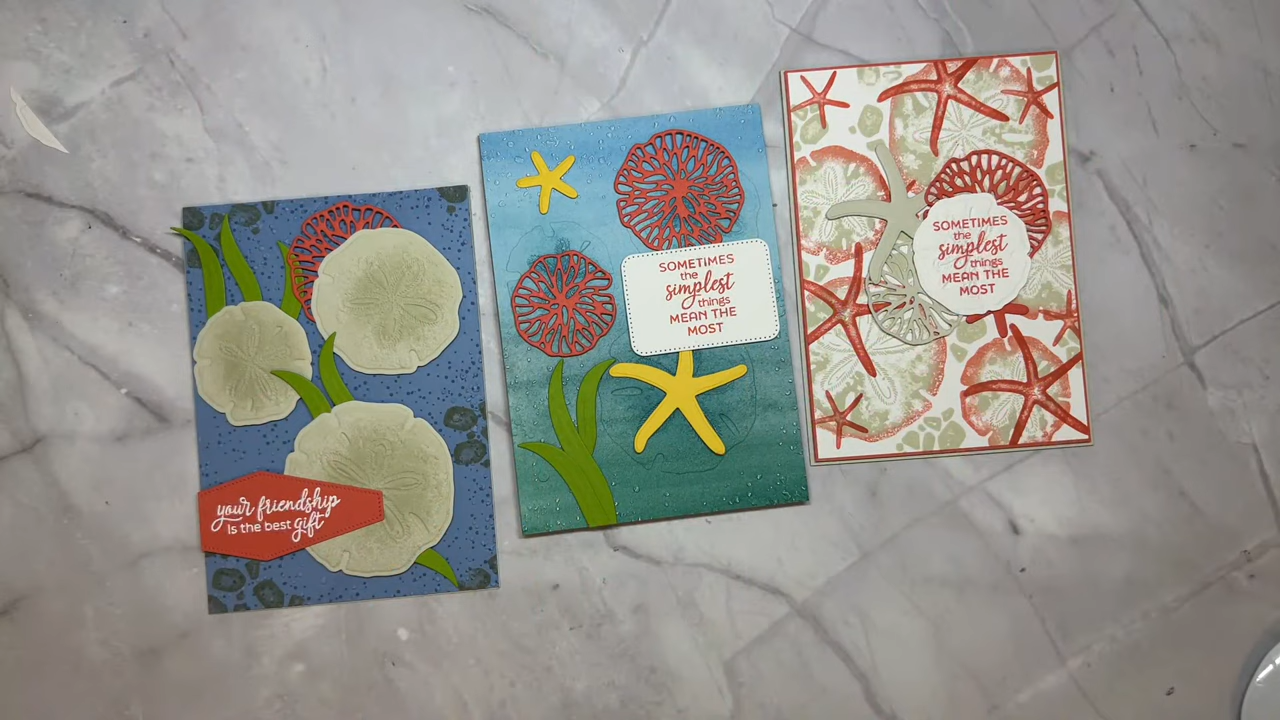 your friendship
is the best gift
SOMETIMES
the
simplest
things
MEAN THE
MOST
SOMETIMES
the
simplest
things
MEAN THE
MOST